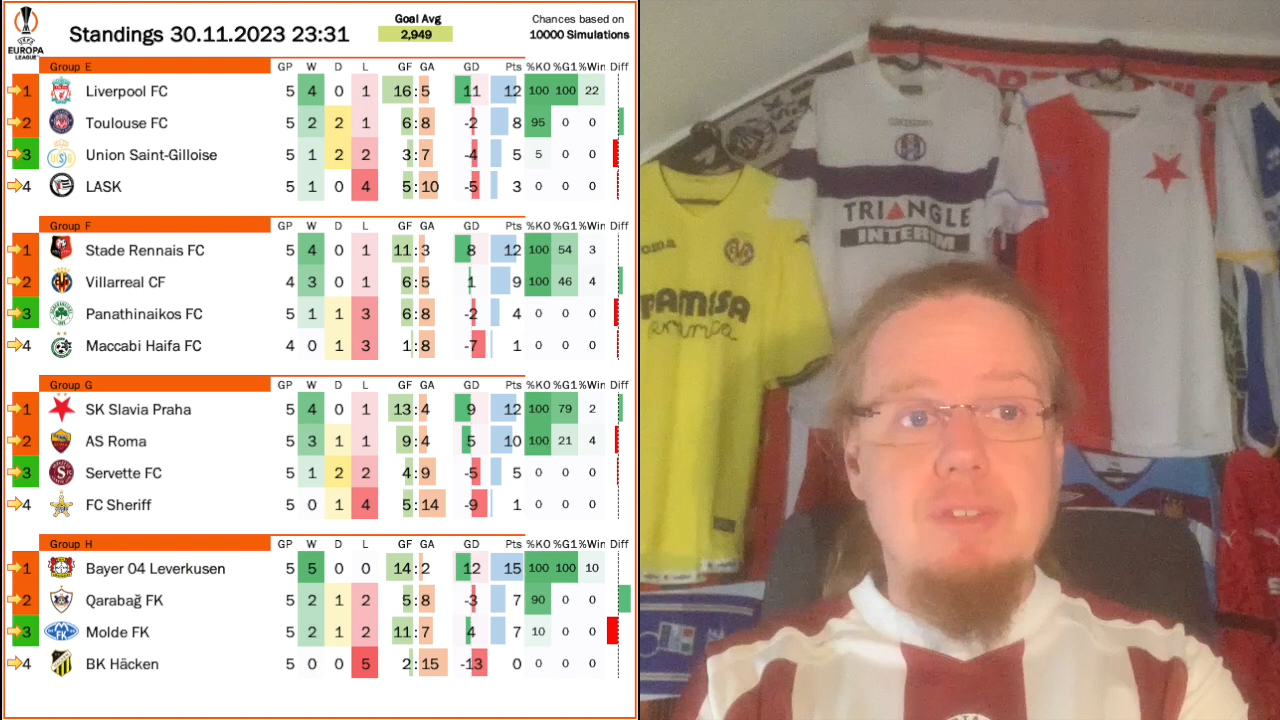 UEFA
EUROPA
LEAGUE
Standings 30.11.2023 23:31
Goal Avg
2,949
Chances based on
10000 Simulations
Group E GP W D L GF GA GD Pts %KO %G1 %Win Diff
1 Liverpool FC 5 4 0 1 16:5 11 12 100 100 22
2 Toulouse FC 5 2 2 1 6:8 -2 8 95 0 0
3 Union Saint-Gilloise 5 1 2 2 3:7 -4 5 5 0 0
4 LASK 5 1 0 4 5:10 -5 3 0 0 0
Group F GP W D L GF GA GD Pts %KO %G1 %Win Diff
1 Stade Rennais FC 5 4 0 1 11:3 8 12 100 54 3
2 Villarreal CF 4 3 0 1 6:5 1 9 100 46 4
3 Panathinaikos FC 5 1 1 3 6:8 -2 4 0 0 0
4 Maccabi Haifa FC 4 0 1 3 1:8 -7 1 0 0 0
Group G GP W D L GF GA GD Pts %KO %G1 %Win Diff
1 SK Slavia Praha 5 4 0 1 13:4 9 12 100 79 2
2 AS Roma 5 3 1 1 9:4 5 10 100 21 4
3 Servette FC 5 1 2 2 4:9 -5 5 0 0 0
4 FC Sheriff 5 0 1 4 5:14 -9 1 0 0 0
Group H GP W D L GF GA GD Pts %KO %G1 %Win Diff
1 Bayer 04 Leverkusen 5 5 0 0 14:2 12 15 100 100 10
2 Qarabağ FK 5 2 1 2 5:8 -3 7 90 0 0
3 Molde FK 5 2 1 2 11:7 4 7 10 0 0
4 BK Häcken 5 0 0 5 2:15 -13 0 0 0 0
TRIANGLE
INTERIM
PAMESA